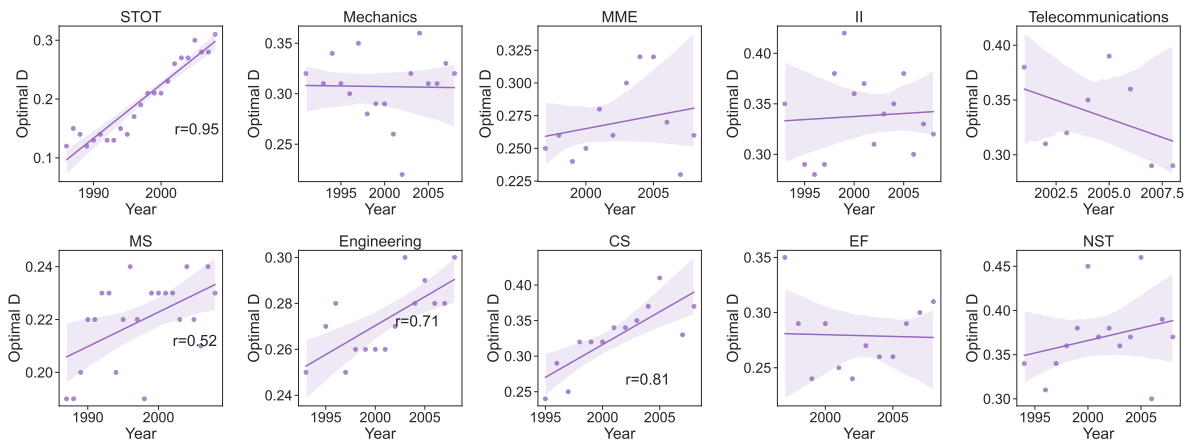 STOT
Mechanics
MME
II
Telecommunications
Optimal D
0.3
0.2
0.1
r=0.95
1990
2000
Year
Optimal D
0.35
0.30
0.25
1995
2000
2005
Year
Optimal D
0.325
0.300
0.275
0.250
0.225
2000
2005
Year
Optimal D
0.40
0.35
0.30
1995
2000
2005
Year
Optimal D
0.40
0.35
0.30
2002.5
2005.0
2007.5
Year
MS
Engineering
CS
EF
NST
Optimal D
0.24
0.22
0.20
r=0.52
1990
2000
Year
Optimal D
0.30
0.28
0.26
0.24
r=0.71
1995
2000
2005
Year
Optimal D
0.40
0.35
0.30
0.25
r=0.81
1995
2000
2005
Year
Optimal D
0.35
0.30
0.25
2000
2005
Year
Optimal D
0.45
0.40
0.35
0.30
1995
2000
2005
Year